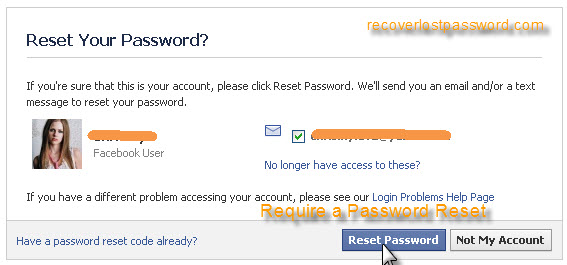 recoverlostpassword.com
Reset Your Password?
If you're sure that this is your account, please click Reset Password. We'll send you an email and/or a text
message to reset your password.
Facebook User
No longer have access to these?
If you have a different problem accessing your account, please see our Login Problems Help Page
Require a Password Reset
Have a password reset code already?
Reset Password
Not My Account